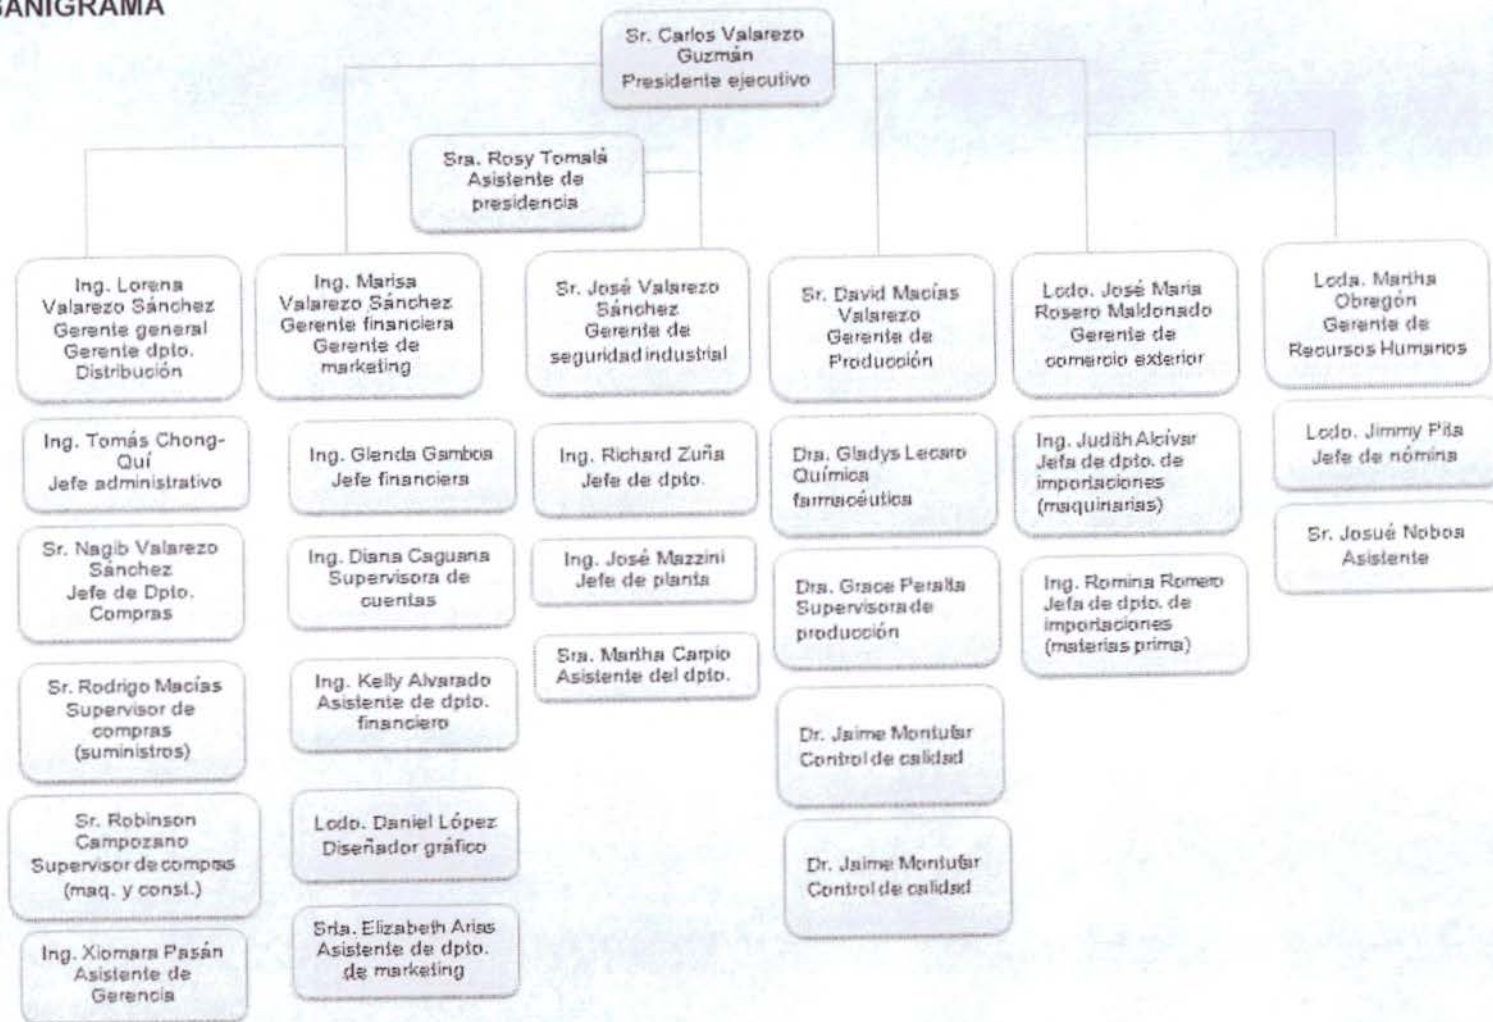 GANIGRAMA
Sr. Carlos Valarezo
Guzmán
Presidente ejecutivo
Sra. Rosy Tomalá
Asistente de
presidencia
Ing. Lorena
Valarezo Sánchez
Gerente general
Gerente dpto.
Distribución
Ing. Marisa
Valarezo Sánchez
Gerente financiera
Gerente de
marketing
Sr. José Valarezo
Sánchez
Gerente de
seguridad industrial
Sr. David Macías
Valarezo
Gerente de
Producción
Lcdo. José Maria
Rosero Maldonado
Gerente de
comercio exterior
Lcda. Martha
Obregón
Gerente de
Recursos Humanos
Ing. Tomás Chong-
Quí
Jefe administrativo
Sr. Nagib Valarezo
Sánchez
Jefe de Dpto.
Compras
Sr. Rodrigo Macías
Supervisor de
compras
(suministros)
Sr. Robinson
Campozano
Supervisor de compras
(maq. y const.)
Ing. Xiomara Pasán
Asistente de
Gerencia
Ing. Glenda Gamboa
Jefe financiera
Ing. Diana Caguana
Supervisora de
cuentas
Ing. Kelly Alvarado
Asistente de dpto.
financiero
Lcdo. Daniel López
Diseñador gráfico
Srta. Elizabeth Arias
Asistente de dpto.
de marketing
Ing. Richard Zuña
Jefe de dpto.
Ing. José Mazzini
Jefe de planta
Sra. Martha Carpio
Asistente del dpto.
Dra. Gladys Lecaro
Química
farmacéutica
Dra. Grace Peralta
Supervisora de
producción
Dr. Jaime Montufar
Control de calidad
Dr. Jaime Montufar
Control de calidad
Ing. Judith Alcívar
Jefa de dpto. de
importaciones
(maquinarias)
Ing. Romina Romero
Jefa de dpto. de
importaciones
(materias prima)
Lcdo. Jimmy Pita
Jefe de nómina
Sr. Josué Noboa
Asistente